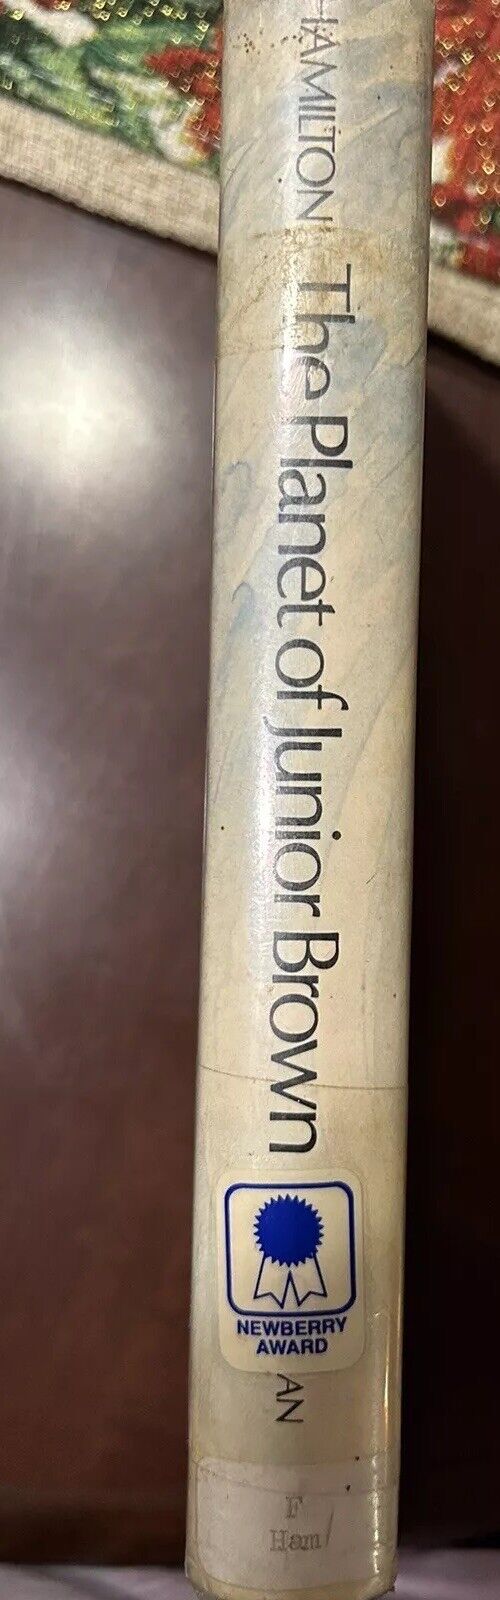 HAMILTON The Planet of Junior Brown
NEWBERRY
AWARD
AN
F
Ham